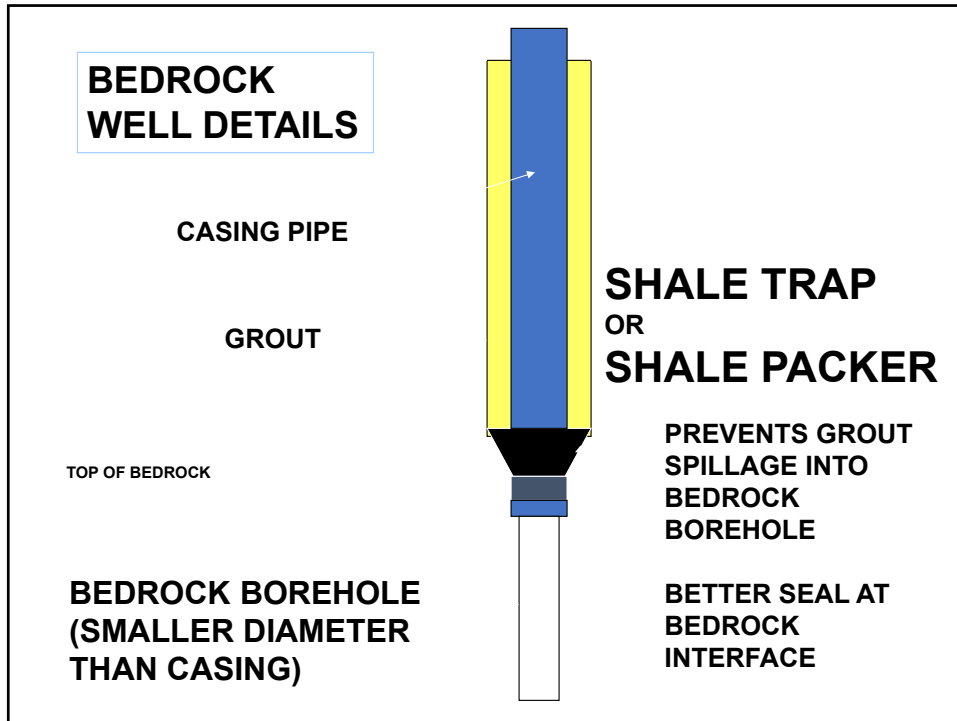 BEDROCK
WELL DETAILS
CASING PIPE
GROUT
TOP OF BEDROCK
BEDROCK BOREHOLE
(SMALLER DIAMETER
THAN CASING)
SHALE TRAP
OR
SHALE PACKER
PREVENTS GROUT
SPILLAGE INTO
BEDROCK
BOREHOLE
BETTER SEAL AT
BEDROCK
INTERFACE